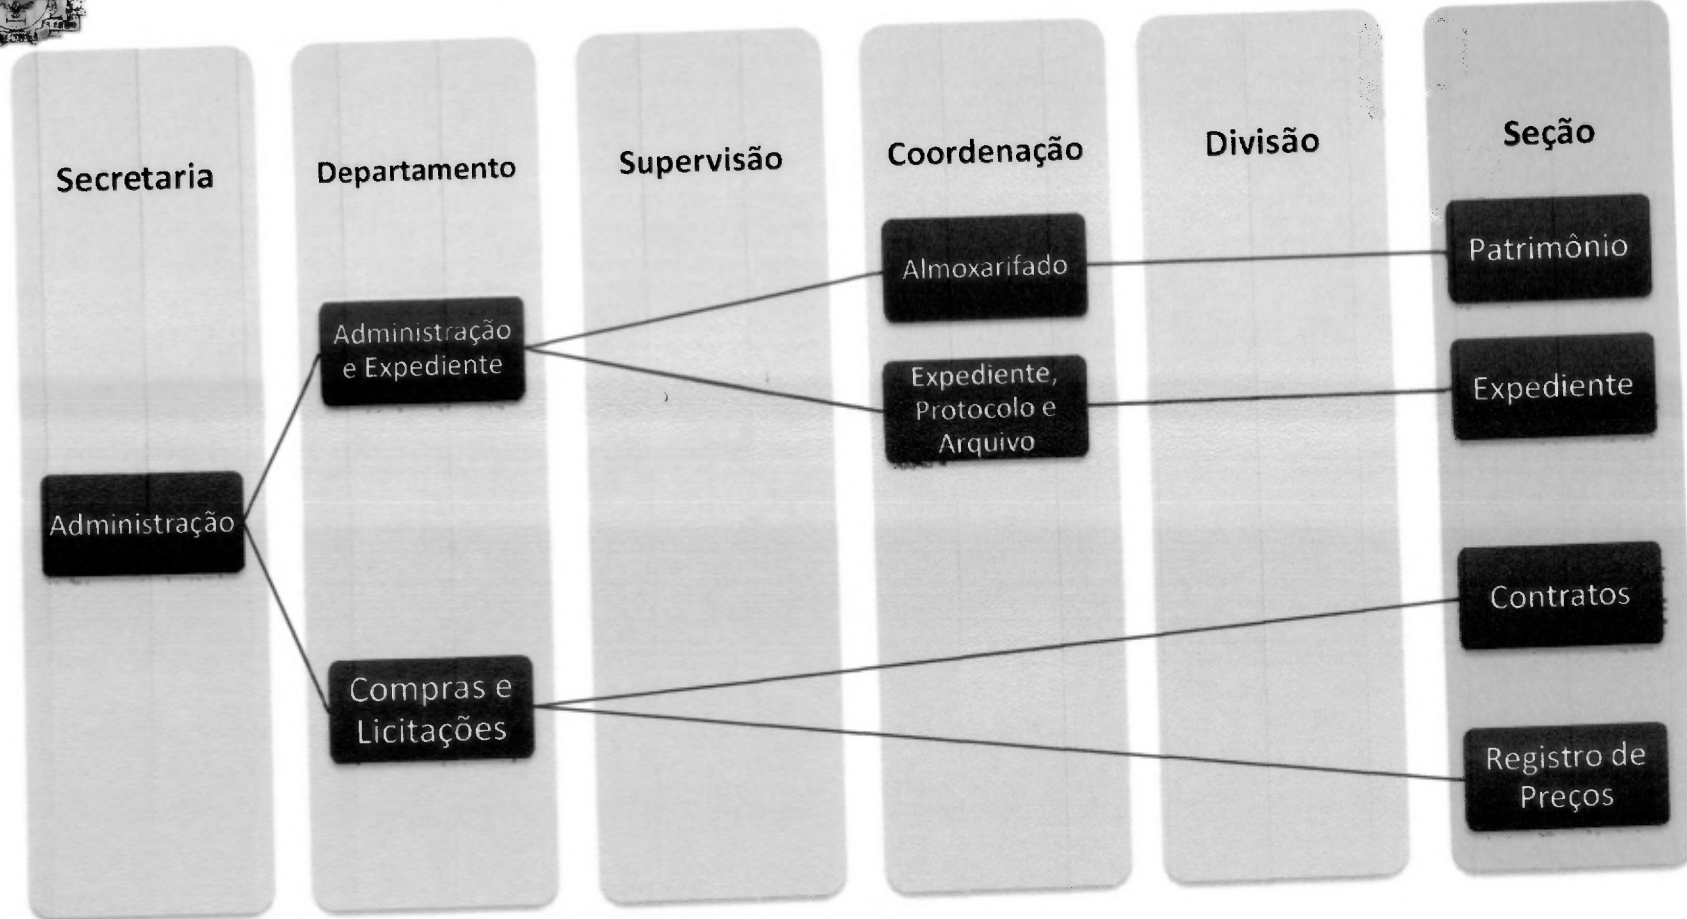 Secretaria
Departamento
Supervisão
Coordenação
Divisão
Seção
Administração
Administração
e Expediente
Compras e
Licitações
Almoxarifado
Expediente,
Protocolo e
Arquivo
Patrimônio
Expediente
Contratos
Registro de
Preços